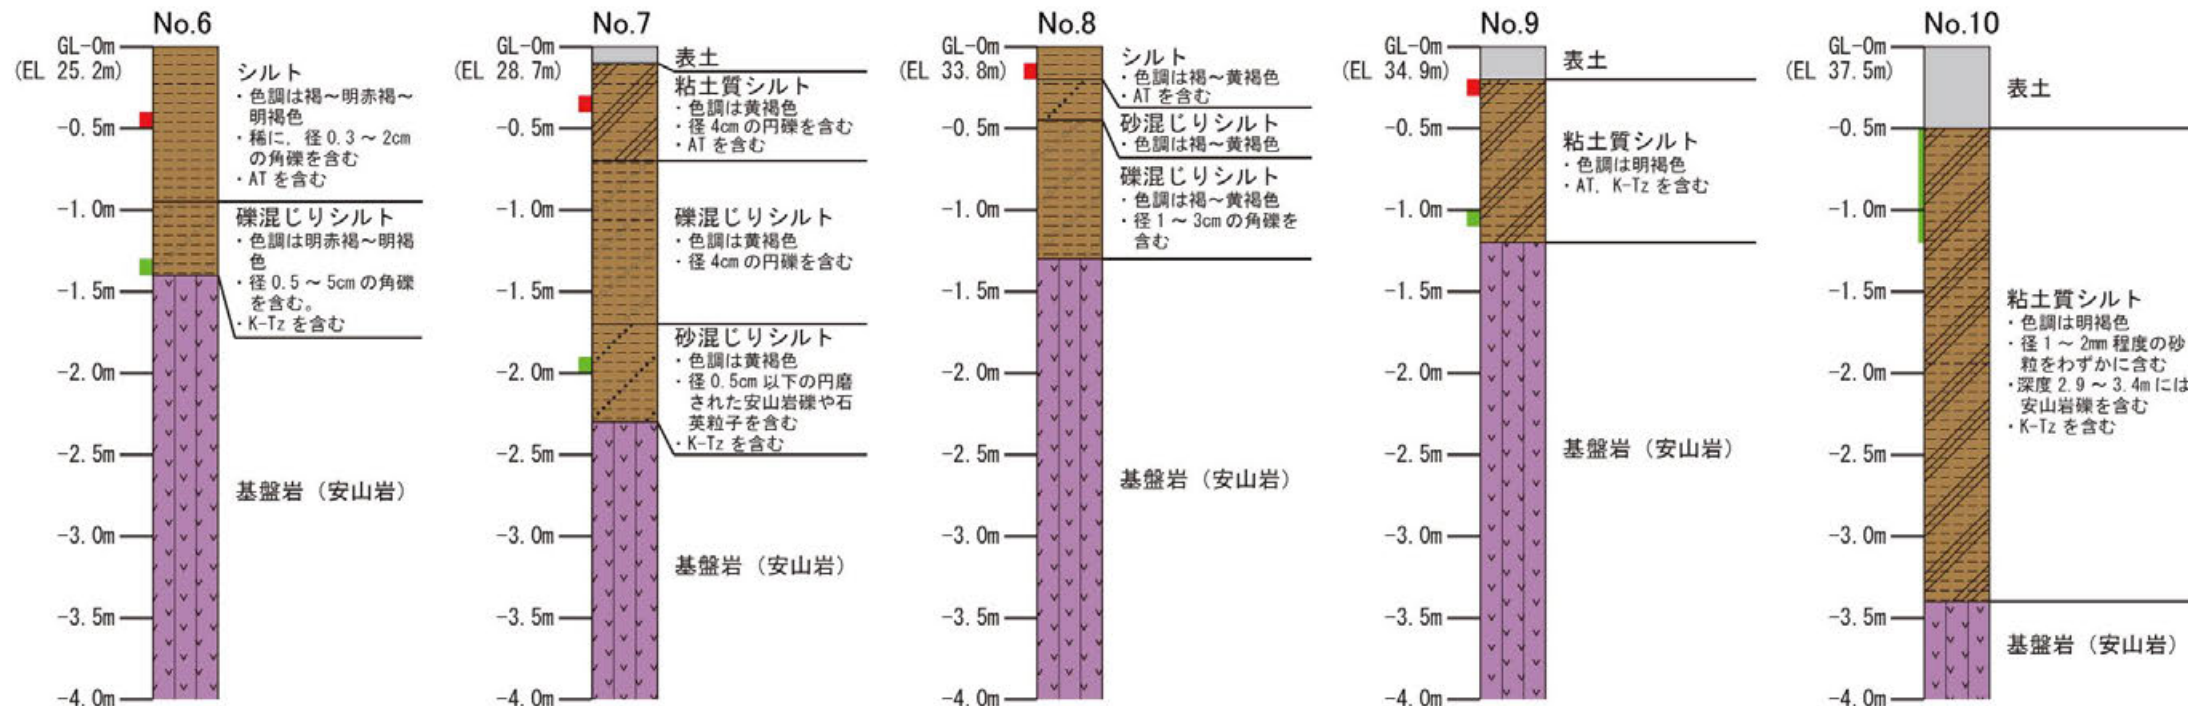 No.6
GL-0m
(EL 25.2m)
-0.5m
-1.0m
-1.5m
-2.0m
-2.5m
-3.0m
-3.5m
-4.0m
シルト
・色調は褐～明赤褐～
明褐色
・稀に，径0.3～2cm
の角礫を含む
・ATを含む
礫混じりシルト
・色調は明赤褐～明褐
色
・径0.5～5cmの角礫
を含む。
・K-Tzを含む
基盤岩（安山岩）
No.7
GL-0m
(EL 28.7m)
-0.5m
-1.0m
-1.5m
-2.0m
-2.5m
-3.0m
-3.5m
-4.0m
表土
粘土質シルト
・色調は黄褐色
・径4cmの円礫を含む
・ATを含む
礫混じりシルト
・色調は黄褐色
・径4cmの円礫を含む
砂混じりシルト
・色調は黄褐色
・径0.5cm以下の円磨
された安山岩礫や石
英粒子を含む
・K-Tzを含む
基盤岩（安山岩）
No.8
GL-0m
(EL 33.8m)
-0.5m
-1.0m
-1.5m
-2.0m
-2.5m
-3.0m
-3.5m
-4.0m
シルト
・色調は褐～黄褐色
・ATを含む
砂混じりシルト
・色調は褐～黄褐色
礫混じりシルト
・色調は褐～黄褐色
・径1～3cmの角礫を
含む
基盤岩（安山岩）
No.9
GL-0m
(EL 34.9m)
-0.5m
-1.0m
-1.5m
-2.0m
-2.5m
-3.0m
-3.5m
-4.0m
表土
粘土質シルト
・色調は明褐色
・AT，K-Tzを含む
基盤岩（安山岩）
No.10
GL-0m
(EL 37.5m)
-0.5m
-1.0m
-1.5m
-2.0m
-2.5m
-3.0m
-3.5m
-4.0m
表土
粘土質シルト
・色調は明褐色
・径1～2mm程度の砂
粒をわずかに含む
・深度2.9～3.4mには
安山岩礫を含む
・K-Tzを含む
基盤岩（安山岩）